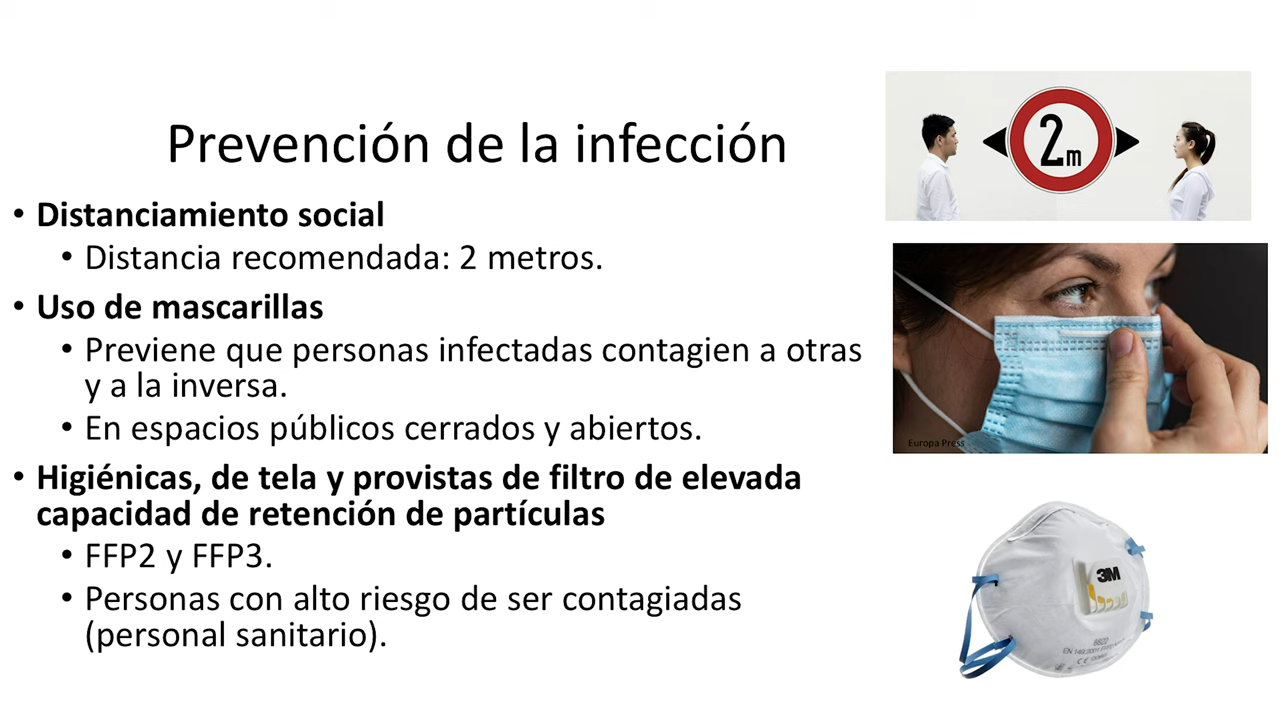 Prevención de la infección
• Distanciamiento social
• Distancia recomendada: 2 metros.
• Uso de mascarillas
• Previene que personas infectadas contagien a otras
y a la inversa.
• En espacios públicos cerrados y abiertos.
• Higiénicas, de tela y provistas de filtro de elevada
capacidad de retención de partículas
• FFP2 y FFP3.
• Personas con alto riesgo de ser contagiadas
(personal sanitario).
2m
Europa Press
3M